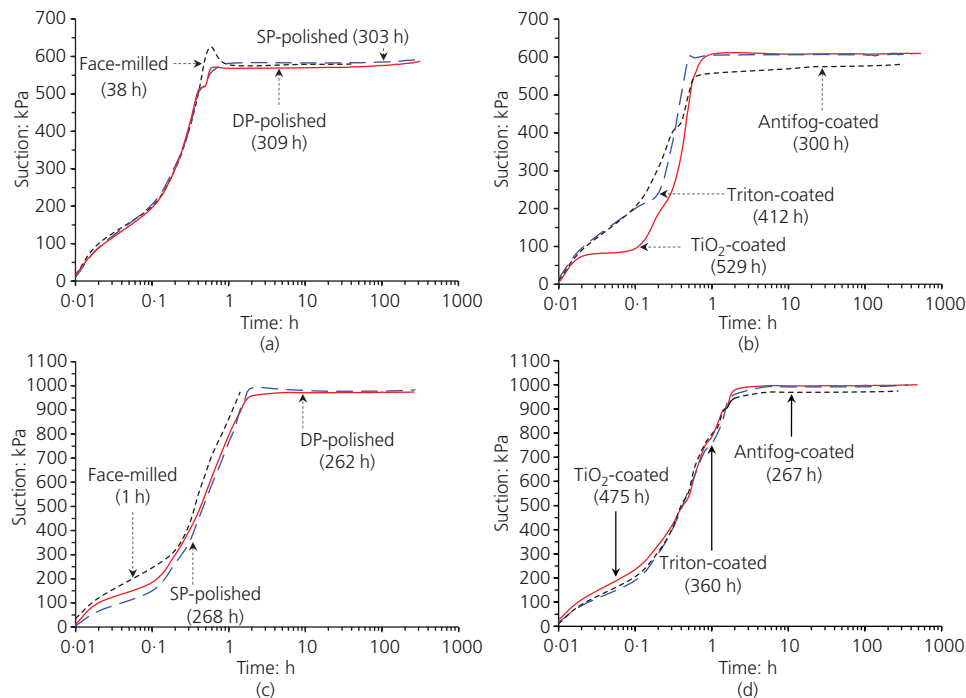 700
600
500
400
300
200
100
0
Suction: kPa
Face-milled
(38 h)
SP-polished (303 h)
DP-polished
(309 h)
0·01 0·1 1 10 100 1000
Time: h
(a)
700
600
500
400
300
200
100
0
Suction: kPa
Antifog-coated
(300 h)
Triton-coated
(412 h)
TiO₂-coated
(529 h)
0·01 0·1 1 10 100 1000
Time: h
(b)
1100
1000
900
800
700
600
500
400
300
200
100
0
Suction: kPa
DP-polished
(262 h)
Face-milled
(1 h)
SP-polished
(268 h)
0·01 0·1 1 10 100 1000
Time: h
(c)
1100
1000
900
800
700
600
500
400
300
200
100
0
Suction: kPa
Antifog-coated
(267 h)
TiO₂-coated
(475 h)
Triton-coated
(360 h)
0·01 0·1 1 10 100 1000
Time: h
(d)